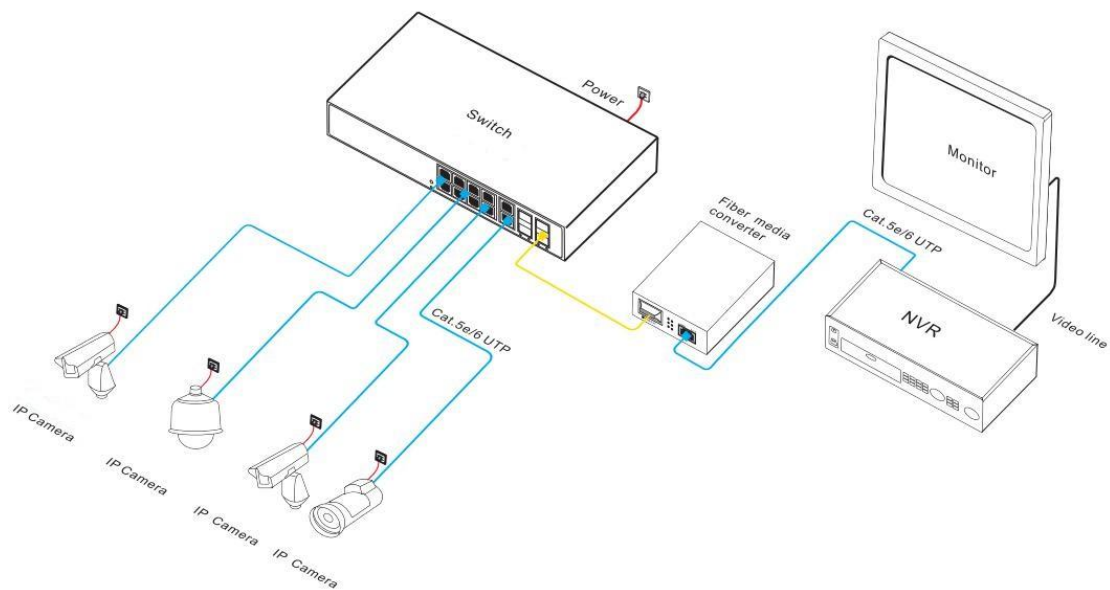 Power
Switch
Monitor
Fiber media
converter
Cat.5e/6 UTP
NVR
Video line
Cat.5e/6 UTP
IP Camera
IP Camera
IP Camera
IP Camera